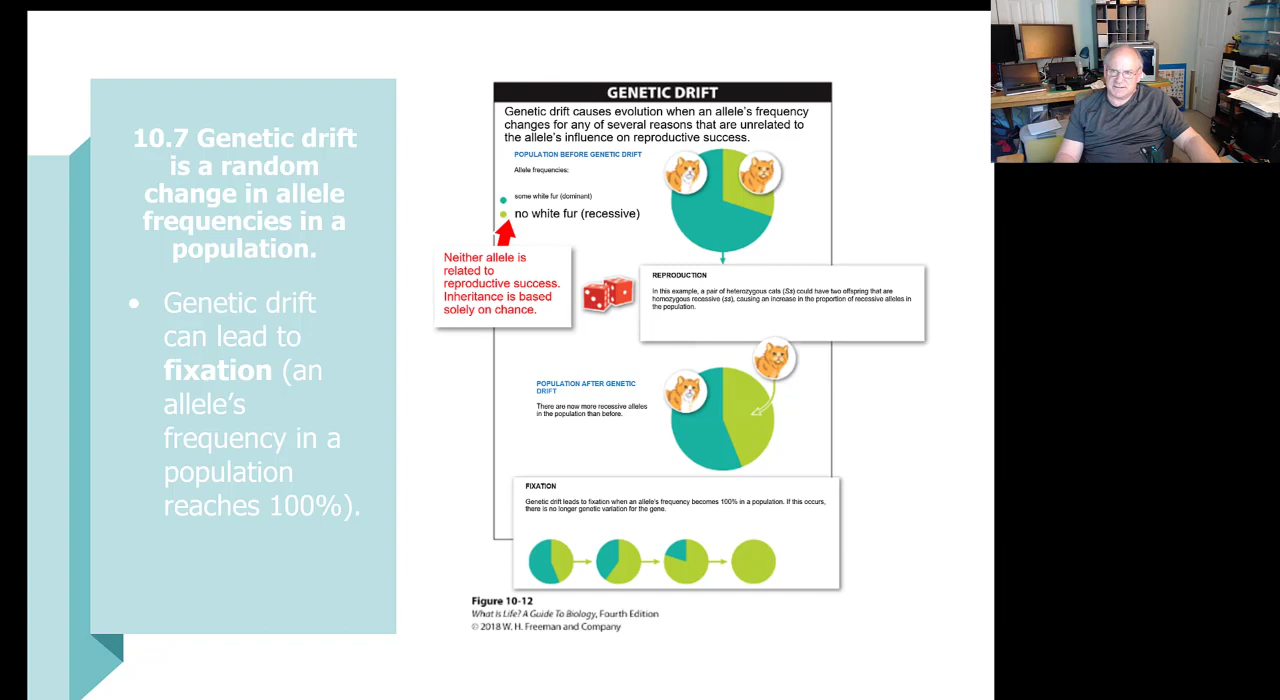 10.7 Genetic drift
is a random
change in allele
frequencies in a
population.
• Genetic drift
can lead to
fixation (an
allele's
frequency in a
population
reaches 100%).
GENETIC DRIFT
Genetic drift causes evolution when an allele's frequency
changes for any of several reasons that are unrelated to
the allele's influence on reproductive success.
POPULATION BEFORE GENETIC DRIFT
Allele frequencies:
some white fur (dominant)
no white fur (recessive)
Neither allele is
related to
reproductive success.
Inheritance is based
solely on chance.
REPRODUCTION
In this example, a pair of heterozygous cats (Ss) could have two offspring that are
homozygous recessive (ss), causing an increase in the proportion of recessive alleles in
the population.
POPULATION AFTER GENETIC
DRIFT
There are now more recessive alleles
in the population than before.
FIXATION
Genetic drift leads to fixation when an allele's frequency becomes 100% in a population. If this occurs,
there is no longer genetic variation for the gene.
Figure 10-12
What Is Life? A Guide To Biology, Fourth Edition
© 2018 W. H. Freeman and Company